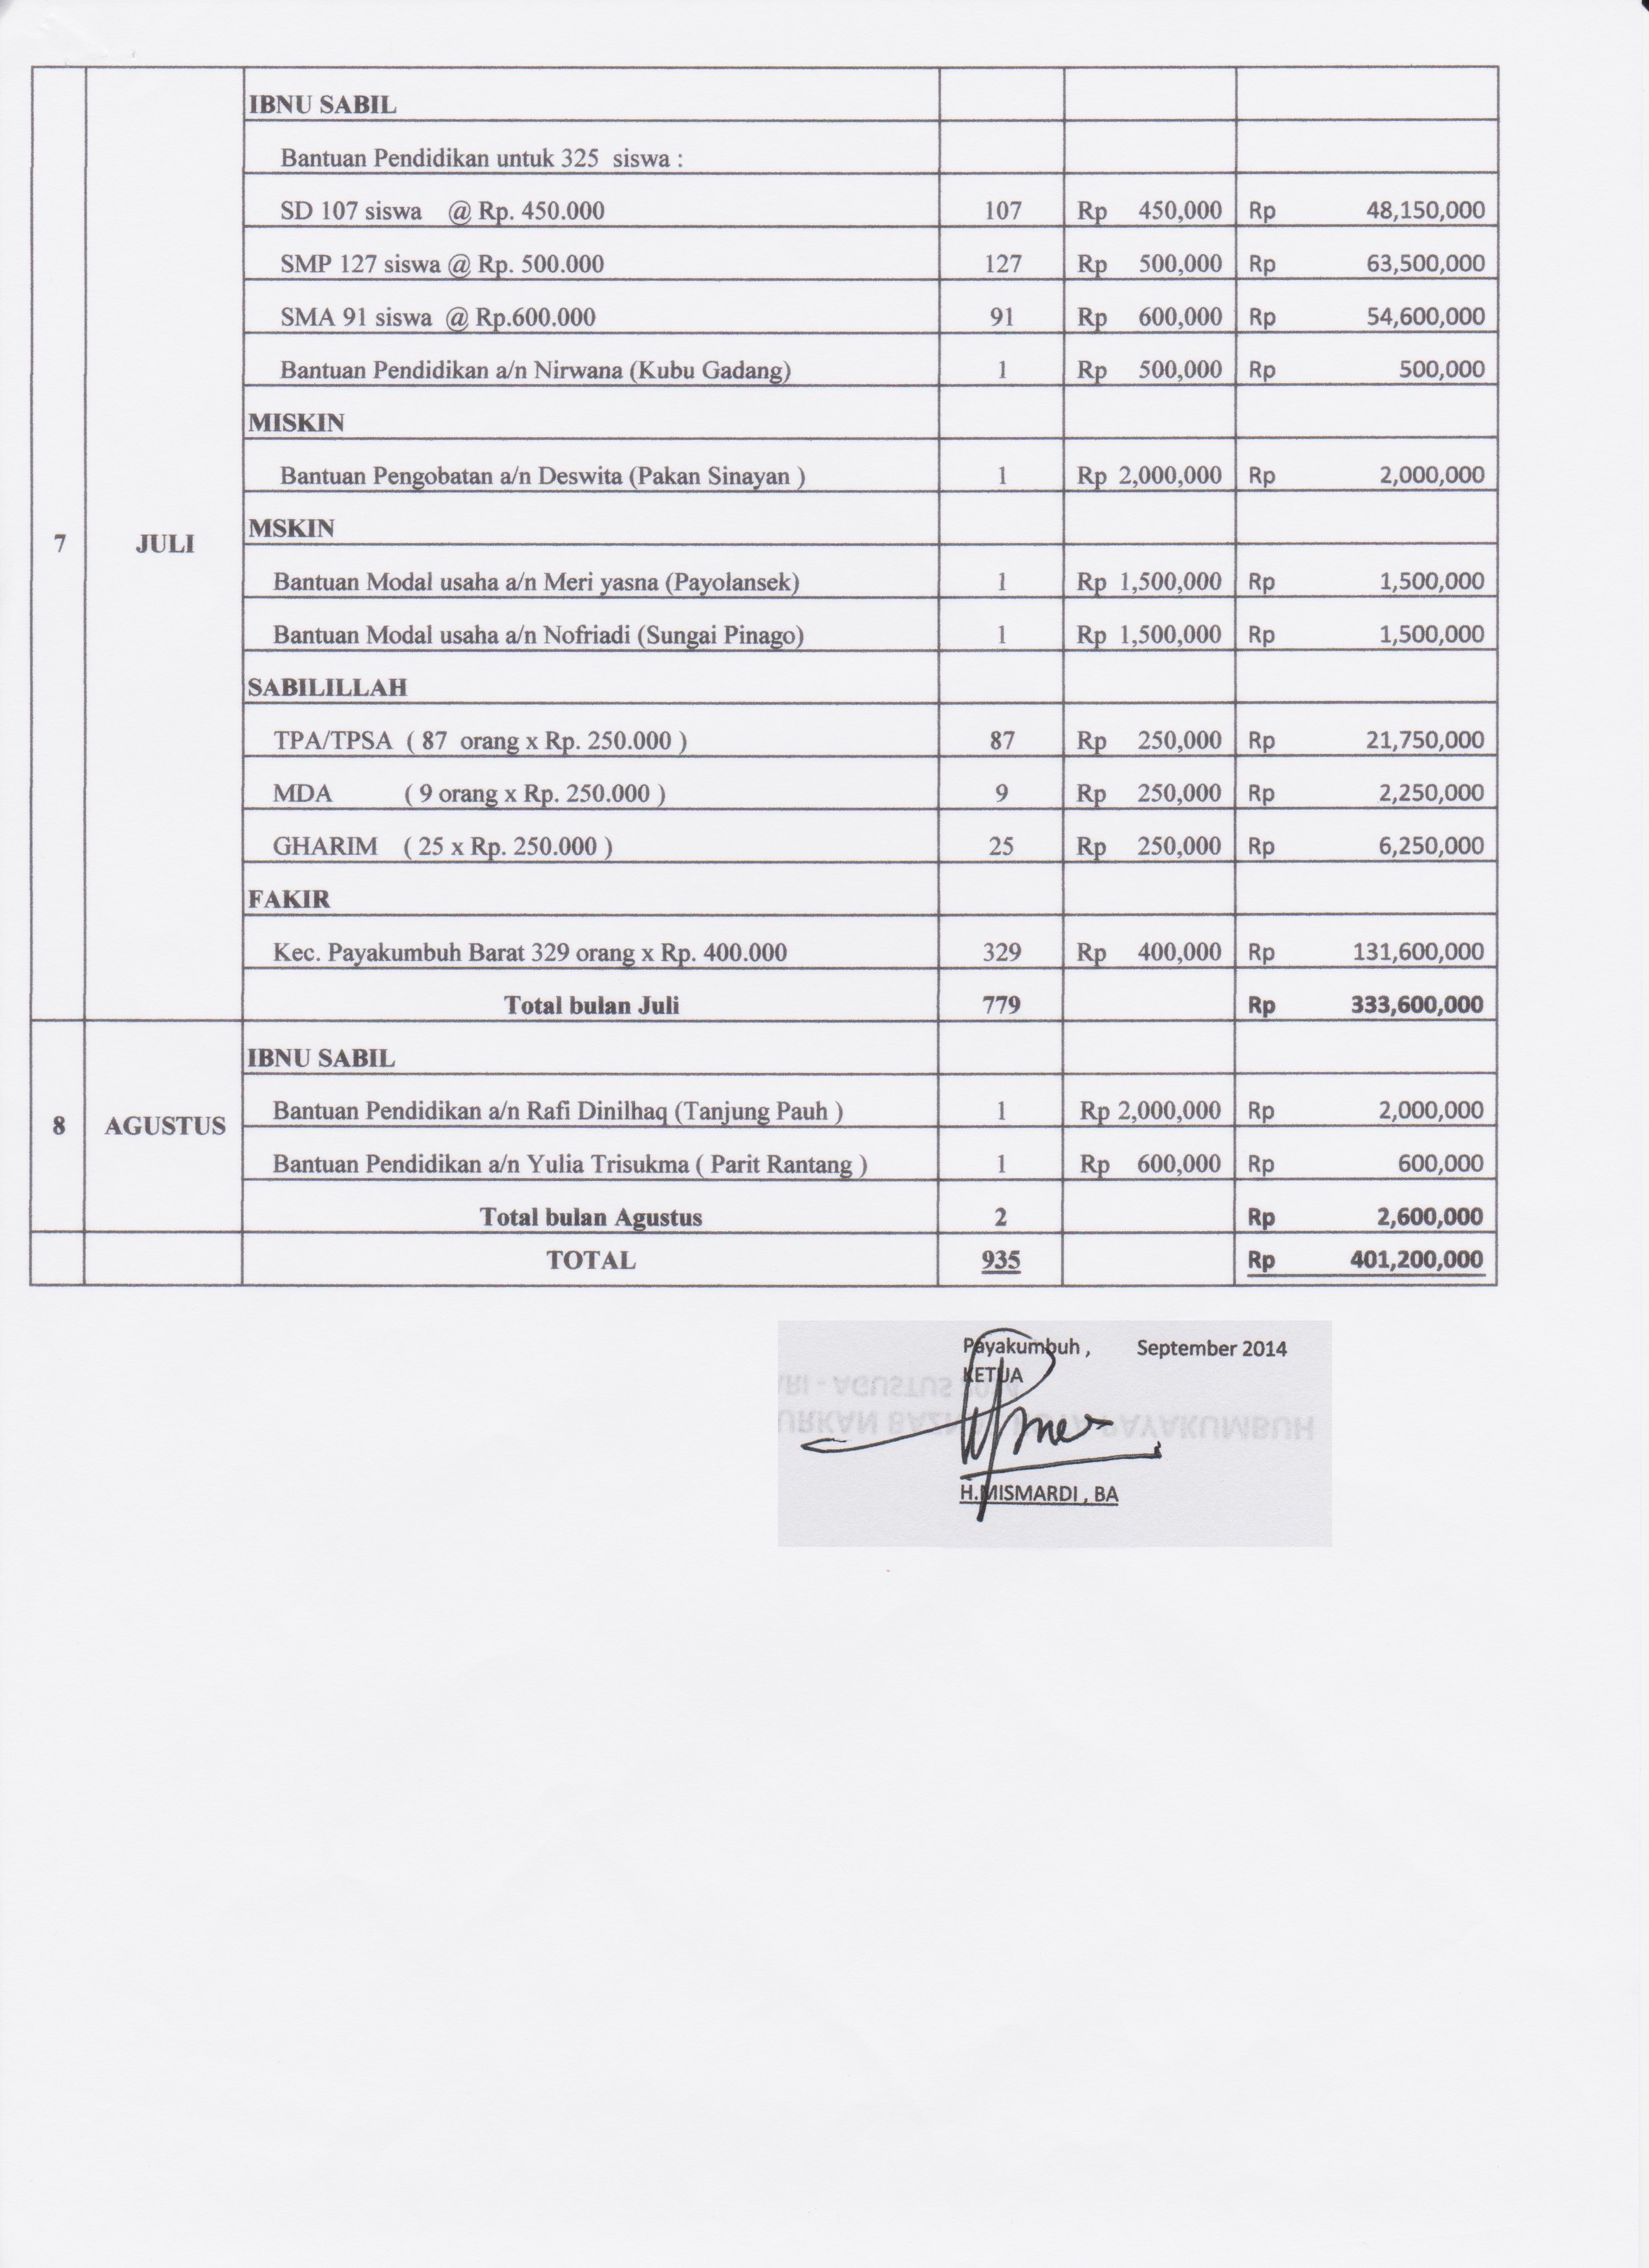 IBNU SABIL
Bantuan Pendidikan untuk 325 siswa :
SD 107 siswa @ Rp. 450.000 107 Rp 450,000 Rp 48,150,000
SMP 127 siswa @ Rp. 500.000 127 Rp 500,000 Rp 63,500,000
SMA 91 siswa @ Rp.600.000 91 Rp 600,000 Rp 54,600,000
Bantuan Pendidikan a/n Nirwana (Kubu Gadang) 1 Rp 500,000 Rp 500,000
MISKIN
Bantuan Pengobatan a/n Deswita (Pakan Sinayan ) 1 Rp 2,000,000 Rp 2,000,000
MSKIN
7 JULI
Bantuan Modal usaha a/n Meri yasna (Payolansek) 1 Rp 1,500,000 Rp 1,500,000
Bantuan Modal usaha a/n Nofriadi (Sungai Pinago) 1 Rp 1,500,000 Rp 1,500,000
SABILILLAH
TPA/TPSA ( 87 orang x Rp. 250.000 ) 87 Rp 250,000 Rp 21,750,000
MDA ( 9 orang x Rp. 250.000 ) 9 Rp 250,000 Rp 2,250,000
GHARIM ( 25 x Rp. 250.000 ) 25 Rp 250,000 Rp 6,250,000
FAKIR
Kec. Payakumbuh Barat 329 orang x Rp. 400.000 329 Rp 400,000 Rp 131,600,000
Total bulan Juli 779 Rp 333,600,000
IBNU SABIL
Bantuan Pendidikan a/n Rafi Dinilhaq (Tanjung Pauh ) 1 Rp 2,000,000 Rp 2,000,000
8 AGUSTUS
Bantuan Pendidikan a/n Yulia Trisukma ( Parit Rantang ) 1 Rp 600,000 Rp 600,000
Total bulan Agustus 2 Rp 2,600,000
TOTAL 935 Rp 401,200,000
Payakumbuh , September 2014
KETUA
H.MISMARDI , BA